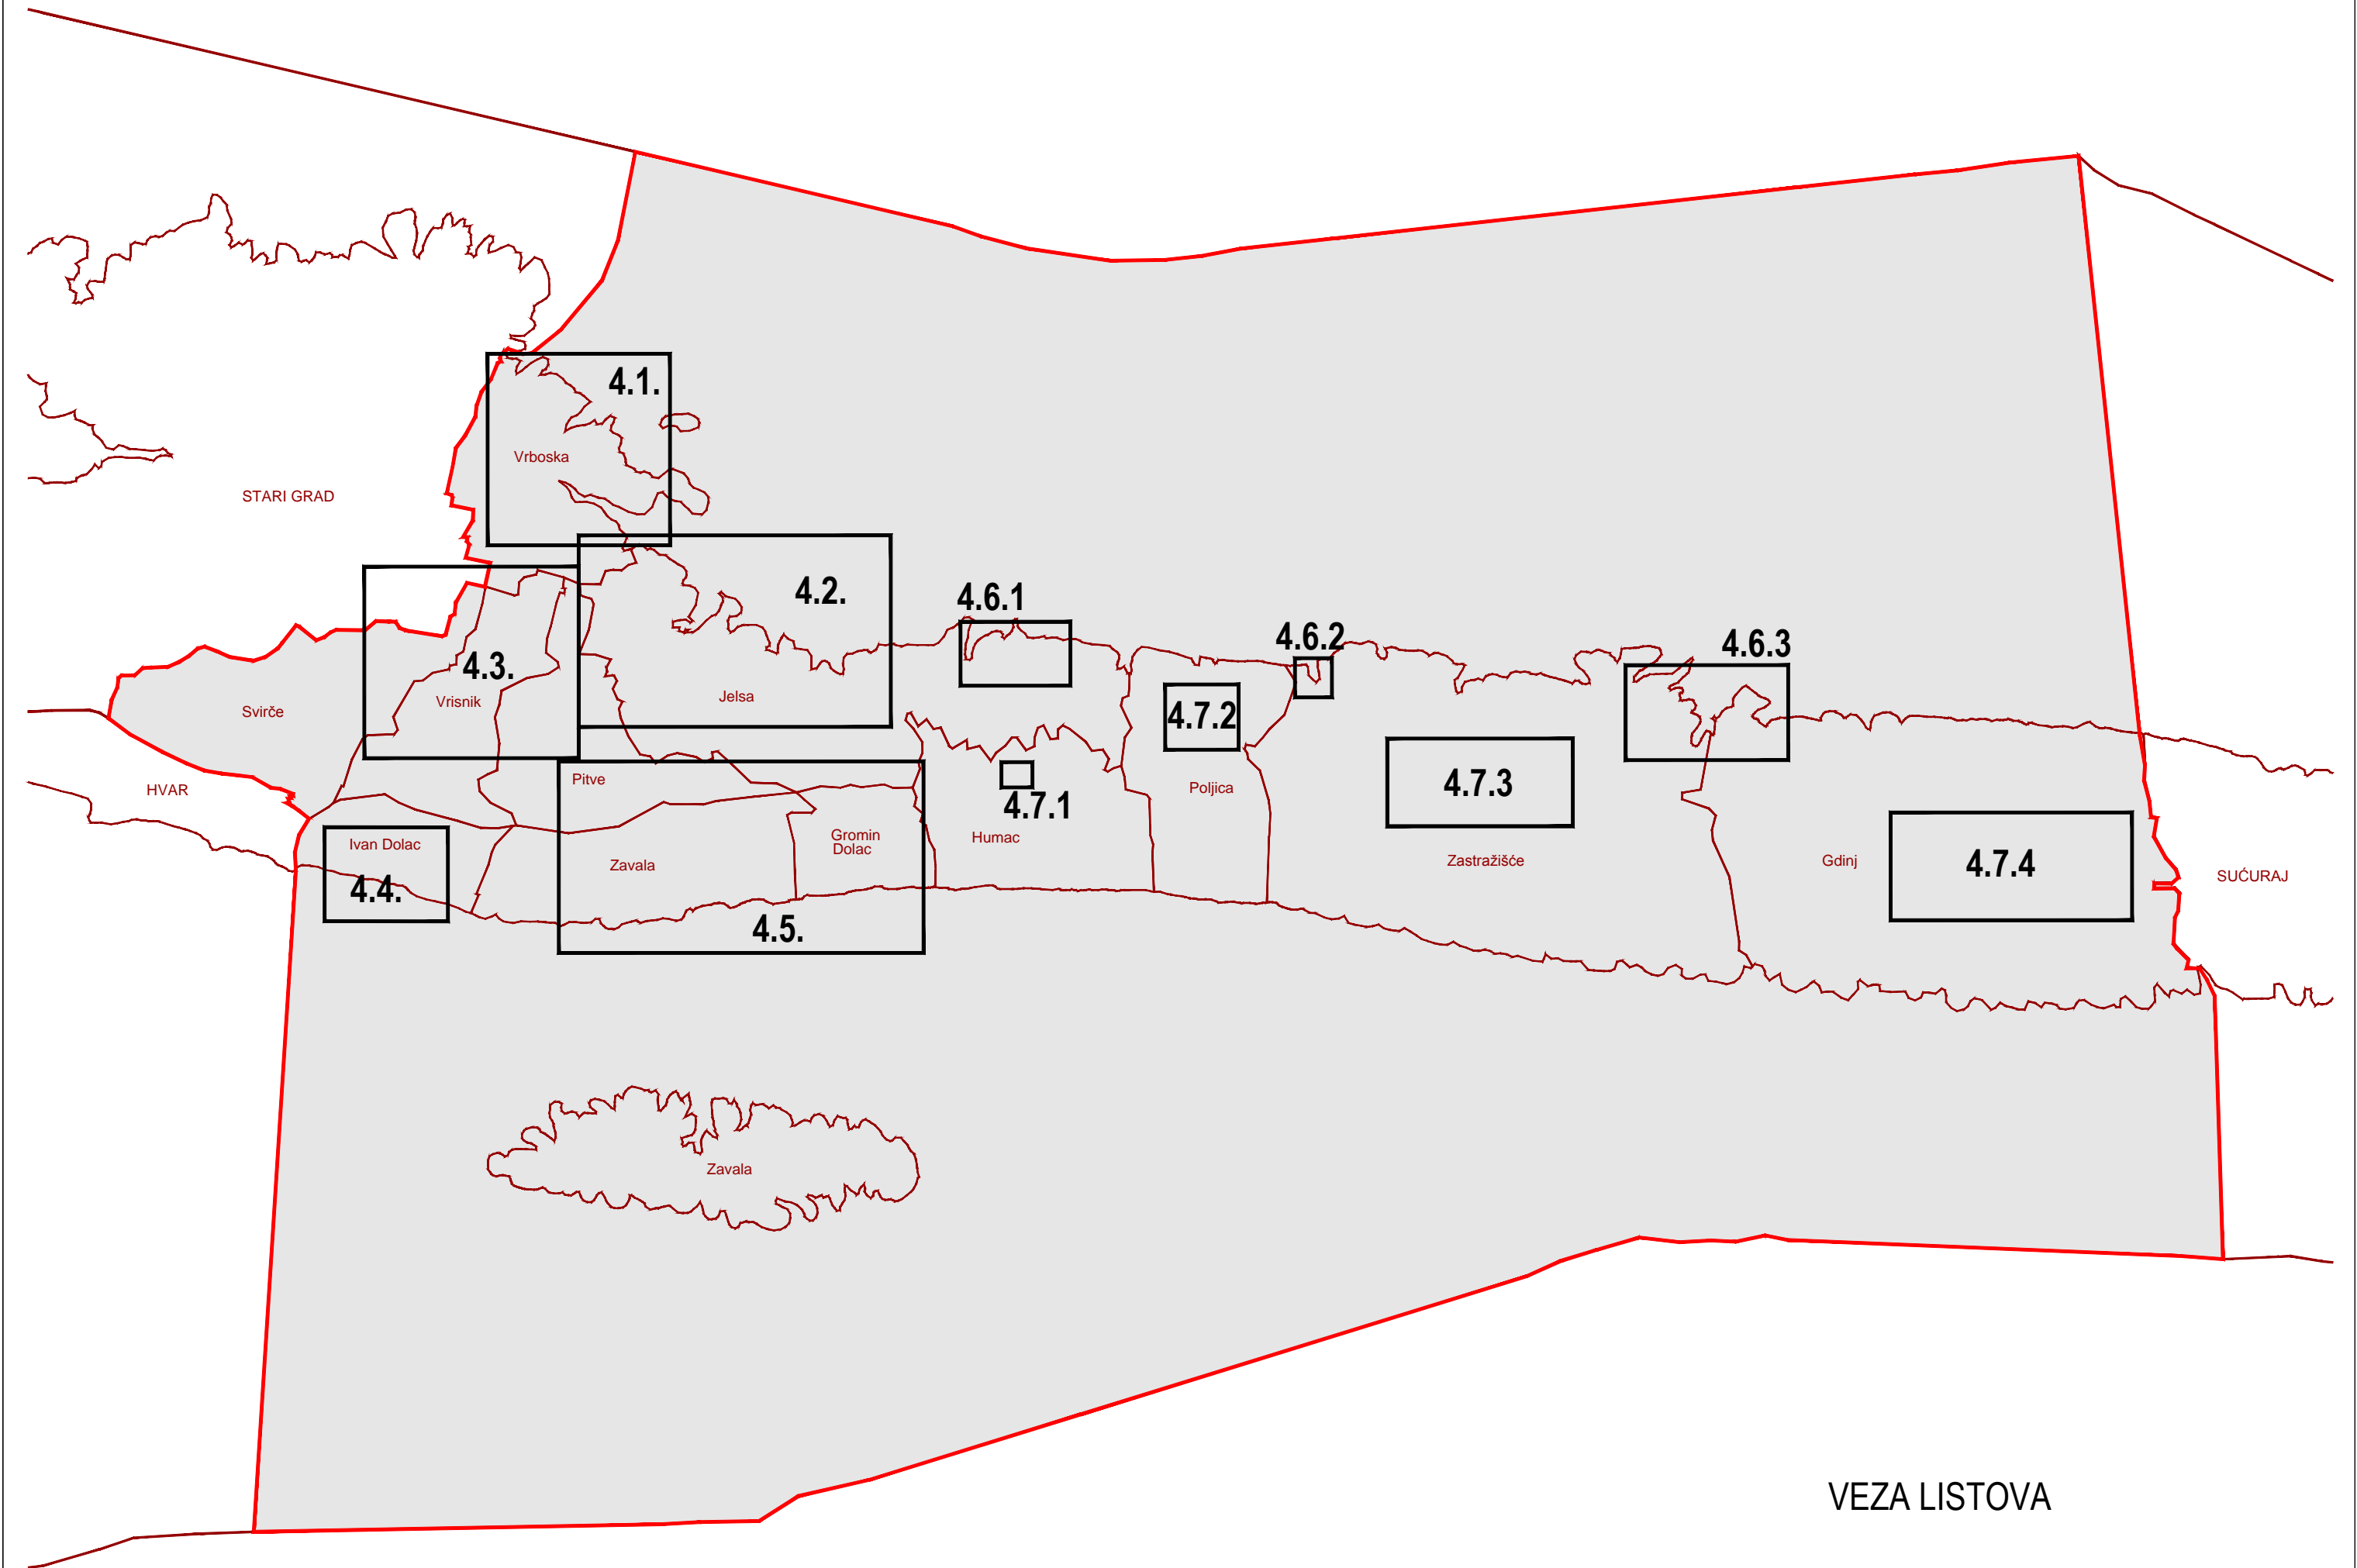 4.1.
Vrboska
STARI GRAD
4.2.
4.6.1
4.6.2
4.6.3
4.3.
Vrisnik
Jelsa
4.7.2
Svirče
HVAR
Pitve
4.7.1
Poljica
4.7.3
Ivan Dolac
4.4.
Zavala
Gromin
Dolac
Humac
Zastražišće
Gdinj
4.7.4
SUĆURAJ
4.5.
Zavala
VEZA LISTOVA